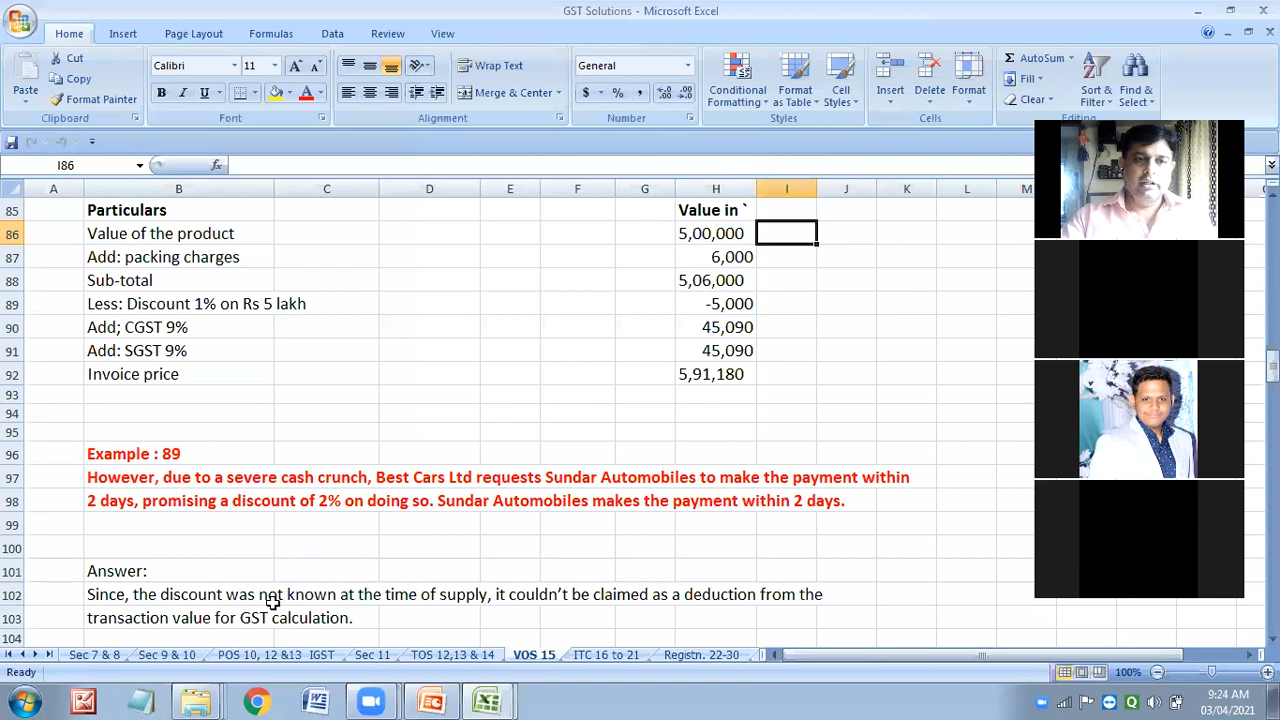 GST Solutions - Microsoft Excel
Home Insert Page Layout Formulas Data Review View
Cut
Copy
Format Painter
Paste
Clipboard
Calibri 11
B I U
Font
Wrap Text
Merge & Center
Alignment
General
$ % ,
Number
Conditional Formatting
Format as Table
Cell Styles
Styles
Insert Delete Format
Cells
AutoSum
Fill
Clear
Sort & Filter
Find & Select
Editing
I86 fx
A B C D E F G H I J K L M
85 Particulars Value in `
86 Value of the product 5,00,000
87 Add: packing charges 6,000
88 Sub-total 5,06,000
89 Less: Discount 1% on Rs 5 lakh -5,000
90 Add; CGST 9% 45,090
91 Add: SGST 9% 45,090
92 Invoice price 5,91,180
93
94
95
96 Example : 89
97 However, due to a severe cash crunch, Best Cars Ltd requests Sundar Automobiles to make the payment within
98 2 days, promising a discount of 2% on doing so. Sundar Automobiles makes the payment within 2 days.
99
100
101 Answer:
102 Since, the discount was not known at the time of supply, it couldn't be claimed as a deduction from the
103 transaction value for GST calculation.
104
Sec 7 & 8 Sec 9 & 10 POS 10, 12 &13 IGST Sec 11 TOS 12,13 & 14 VOS 15 ITC 16 to 21 Registn. 22-30
Ready 100%
9:24 AM
03/04/2021